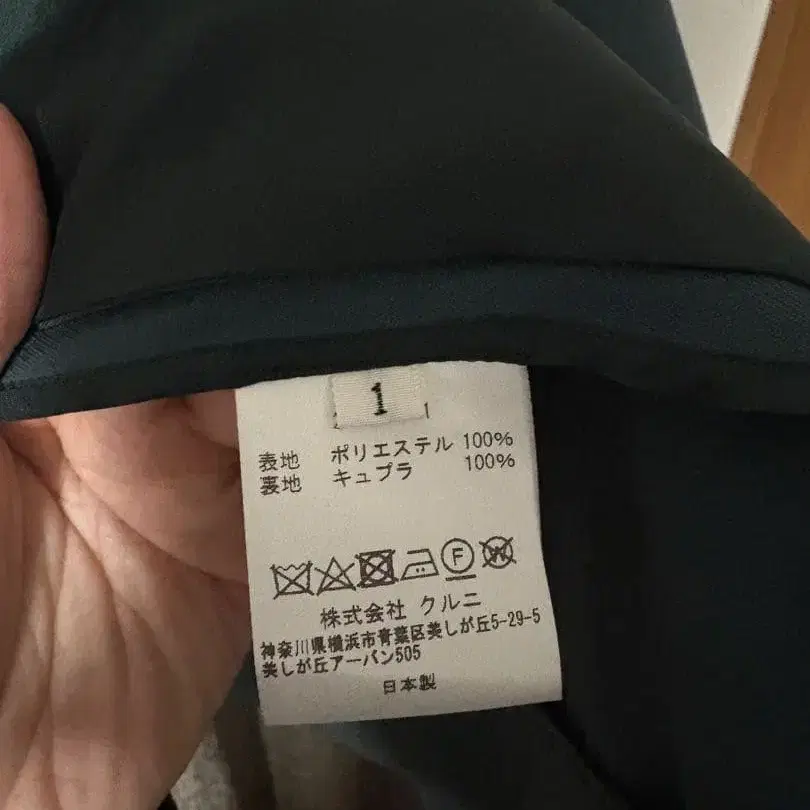 1
表地 ポリエステル 100%
裏地 キュプラ 100%
F W
株式会社 クルニ
神奈川県横浜市青葉区美しが丘5-29-5
美しが丘アーバン505
日本製